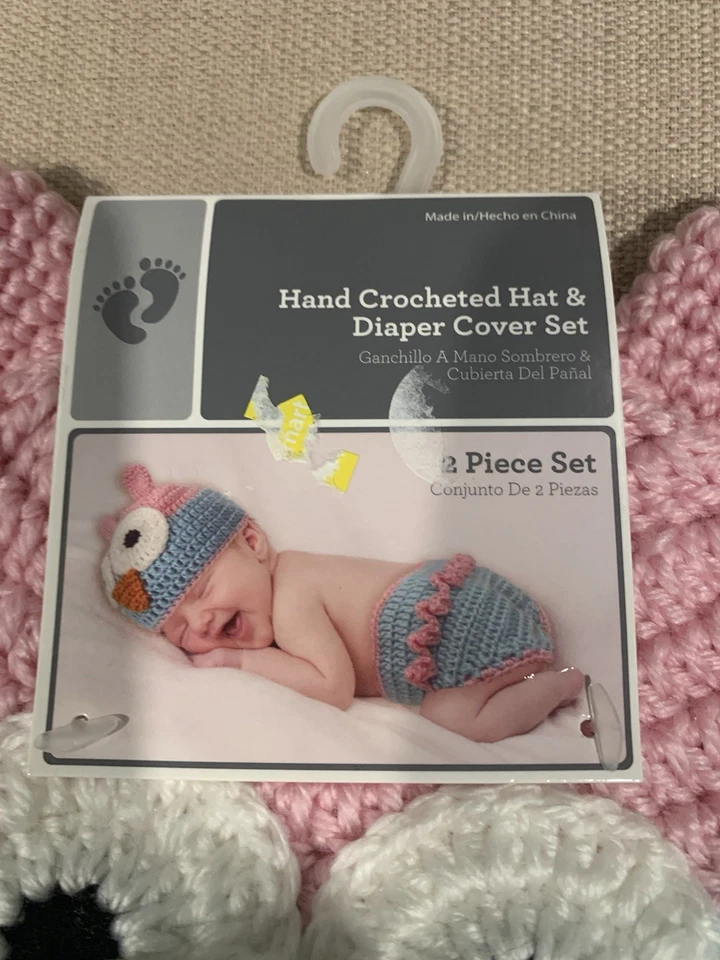 Made in/Hecho en China
Hand Crocheted Hat &
Diaper Cover Set
Ganchillo A Mano Sombrero &
Cubierta Del Pañal
2 Piece Set
Conjunto De 2 Piezas